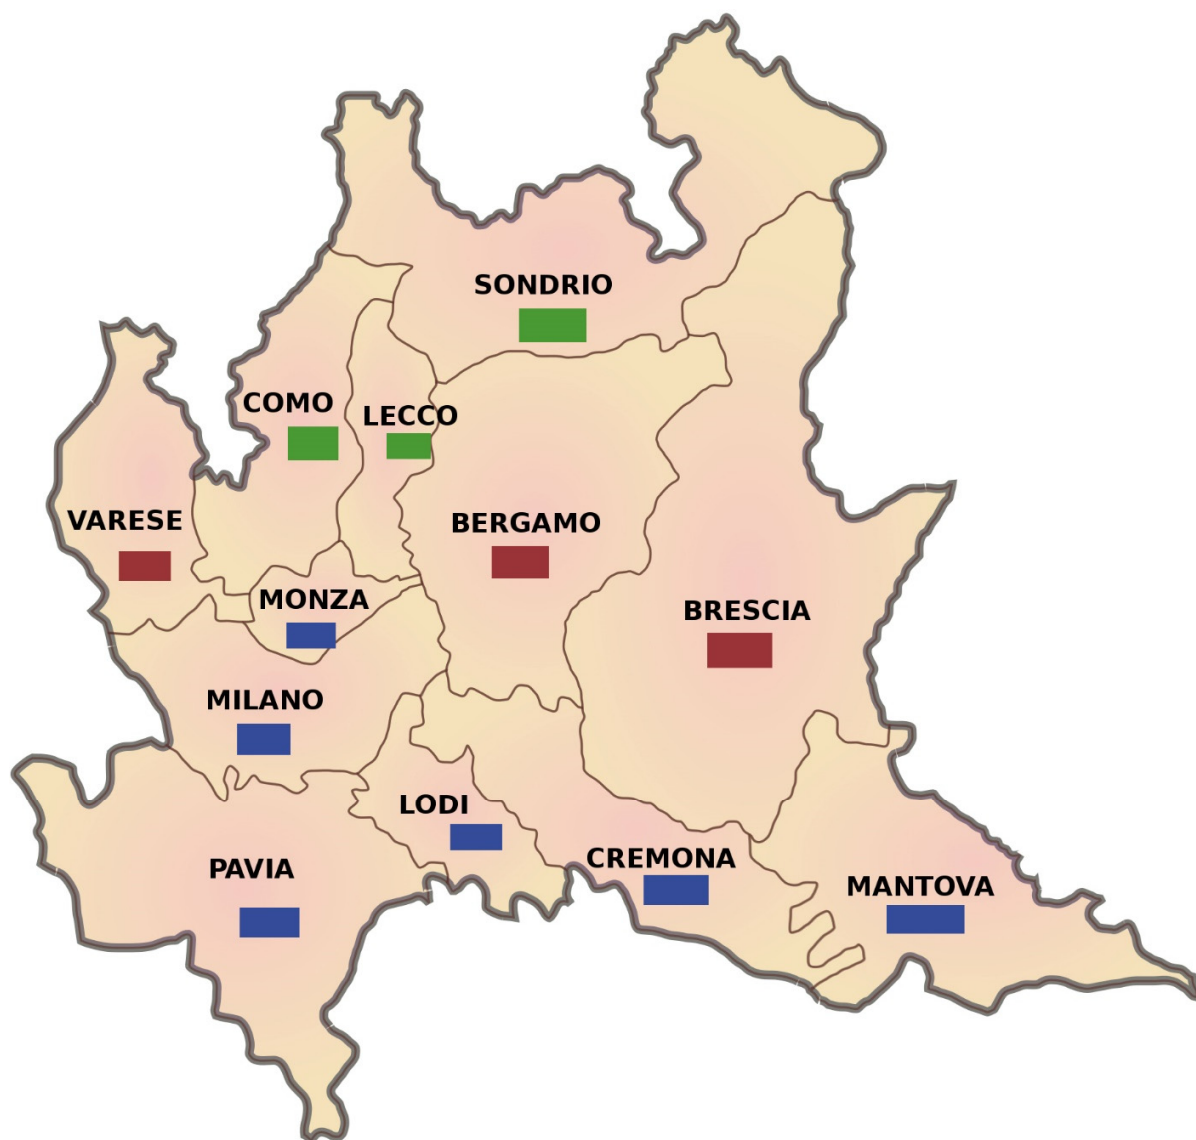 SONDRIO
COMO
LECCO
VARESE
BERGAMO
MONZA
BRESCIA
MILANO
LODI
CREMONA
PAVIA
MANTOVA